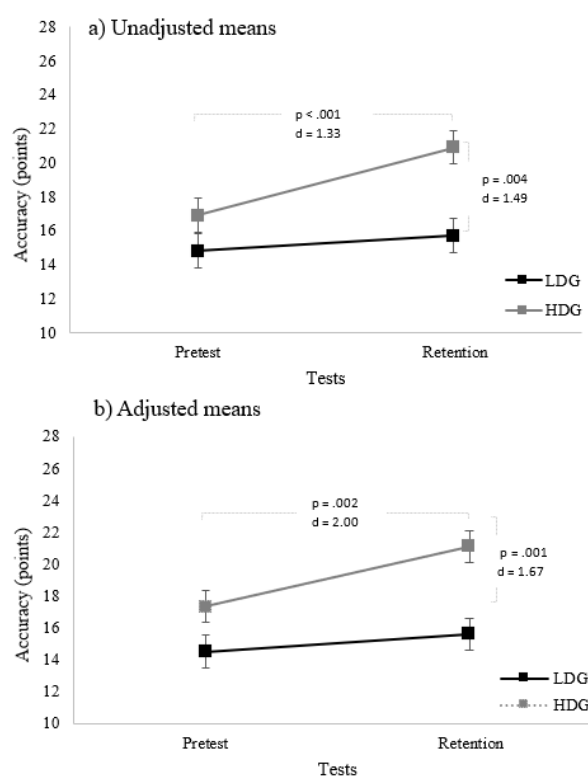 a) Unadjusted means
28
26
24
22
20
18
16
14
12
10
Accuracy (points)
p < .001
d = 1.33
p = .004
d = 1.49
LDG
HDG
Pretest
Retention
Tests
b) Adjusted means
28
26
24
22
20
18
16
14
12
10
Accuracy (points)
p = .002
d = 2.00
p = .001
d = 1.67
LDG
HDG
Pretest
Retention
Tests